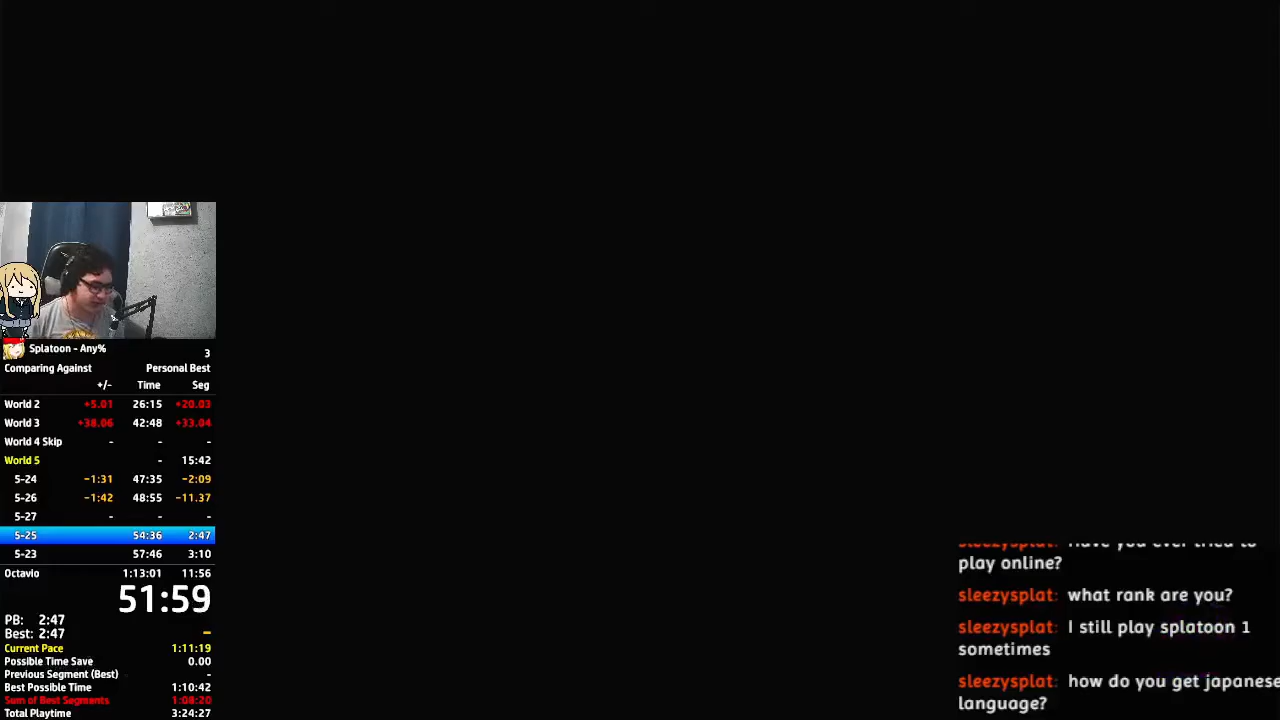 Splatoon - Any%
3
Comparing Against Personal Best
+/- Time Seg
World 2 +5.01 26:15 +20.03
World 3 +38.06 42:48 +33.04
World 4 Skip - - -
World 5 - 15:42
5-24 -1:31 47:35 -2:09
5-26 -1:42 48:55 -11.37
5-27 - - -
5-25 54:36 2:47
5-23 57:46 3:10
Octavio 1:13:01 11:56
51:59
PB: 2:47
Best: 2:47 -
Current Pace 1:11:19
Possible Time Save 0.00
Previous Segment (Best) -
Best Possible Time 1:10:42
Sum of Best Segments 1:08:20
Total Playtime 3:24:27
sleezysplat: Have you ever tried to
play online?
sleezysplat: what rank are you?
sleezysplat: I still play splatoon 1
sometimes
sleezysplat: how do you get japanese
language?